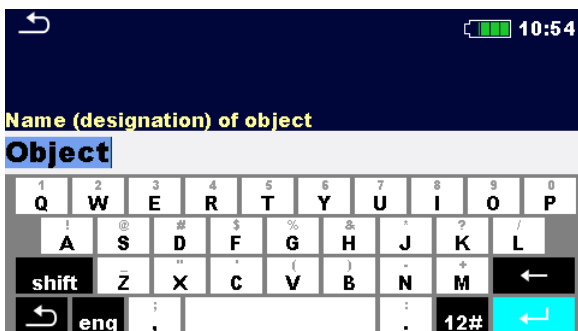 10:54
Name (designation) of object
Object
1 2 3 4 5 6 7 8 9 0
Q W E R T Y U I O P
! @ # $ % & * ? /
A S D F G H J K L
_ " ' ( ) - +
shift Z X C V B N M ←
; :
eng , . 12#